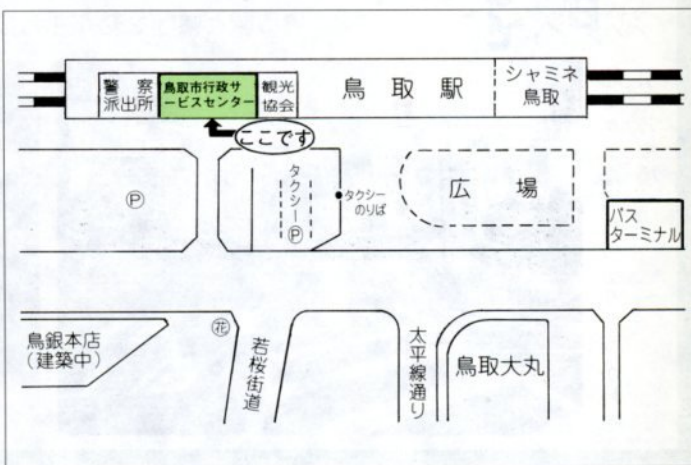 警察
派出所
鳥取市行政サ
ービスセンター
観光
協会
鳥取駅
シャミネ
鳥取
ここです
Ⓟ
タクシーⓅ
タクシー
のりば
広場
バス
ターミナル
鳥銀本店
(建築中)
㊟花
若桜街道
太平線通り
鳥取大丸